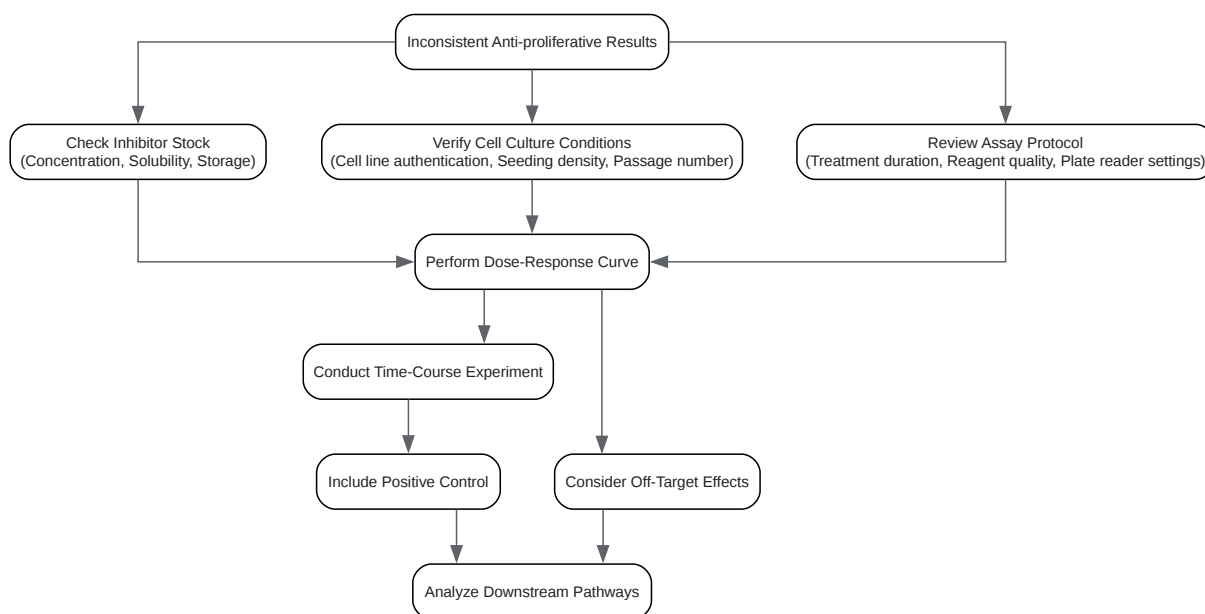 Inconsistent Anti-proliferative Results
Check Inhibitor Stock
(Concentration, Solubility, Storage)
Verify Cell Culture Conditions
(Cell line authentication, Seeding density, Passage number)
Review Assay Protocol
(Treatment duration, Reagent quality, Plate reader settings)
Perform Dose-Response Curve
Conduct Time-Course Experiment
Include Positive Control
Consider Off-Target Effects
Analyze Downstream Pathways